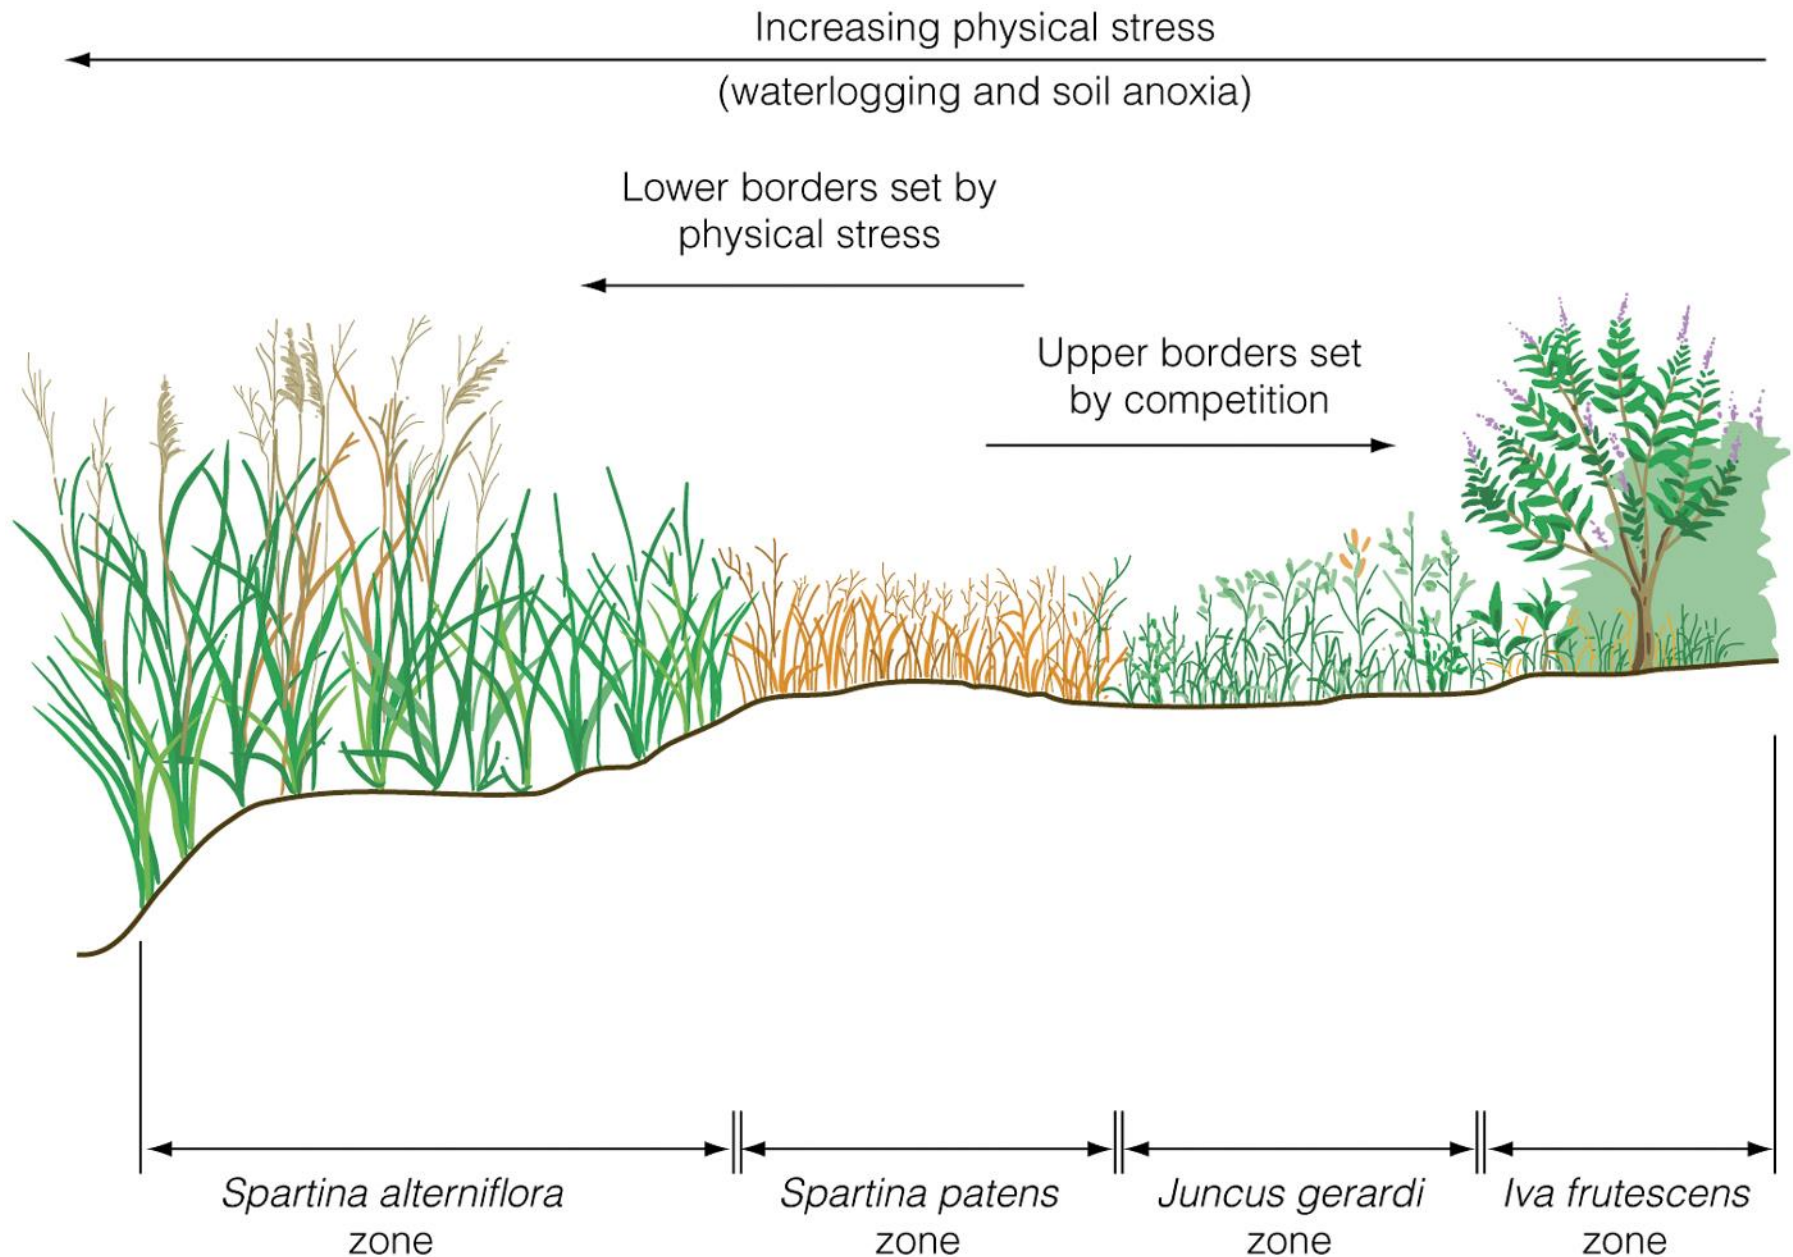 Increasing physical stress
(waterlogging and soil anoxia)
Lower borders set by
physical stress
Upper borders set
by competition
Spartina alterniflora
zone
Spartina patens
zone
Juncus gerardi
zone
Iva frutescens
zone